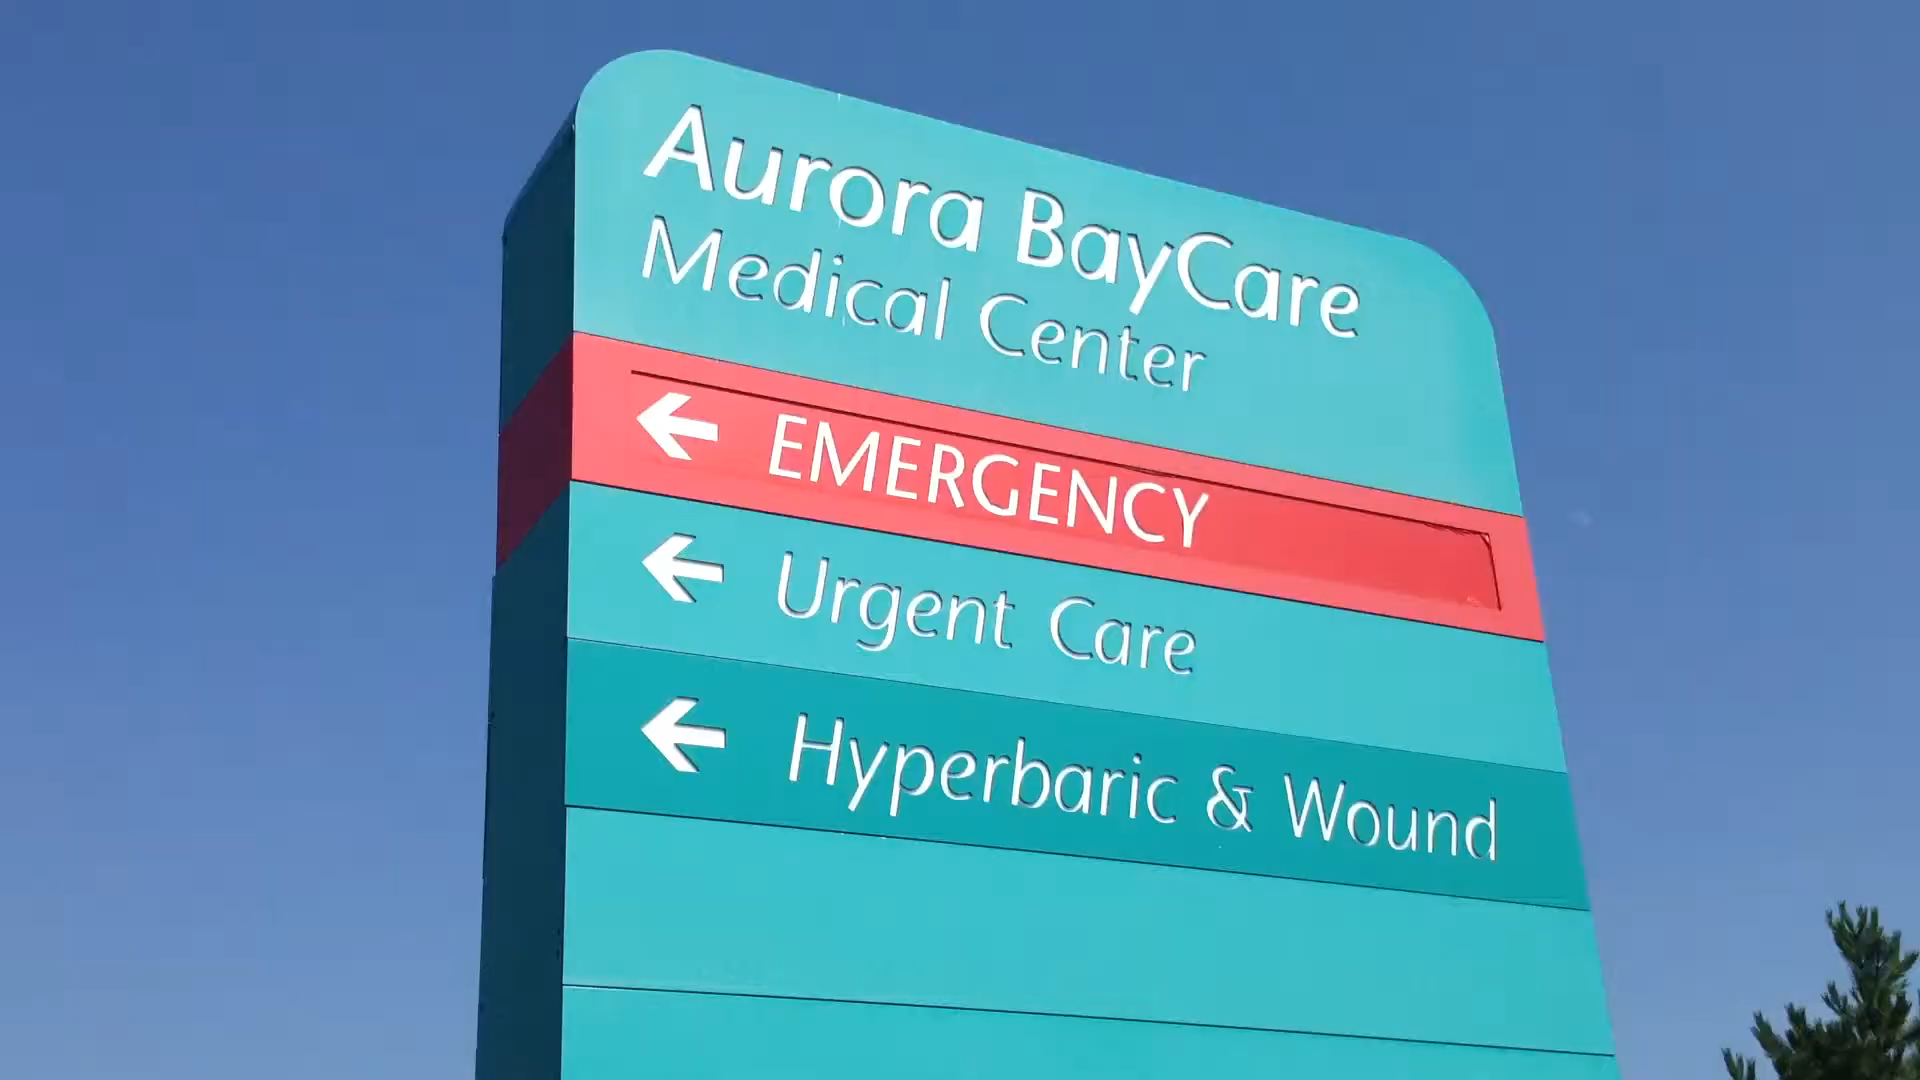 Aurora BayCare
Medical Center
EMERGENCY
Urgent Care
Hyperbaric & Wound